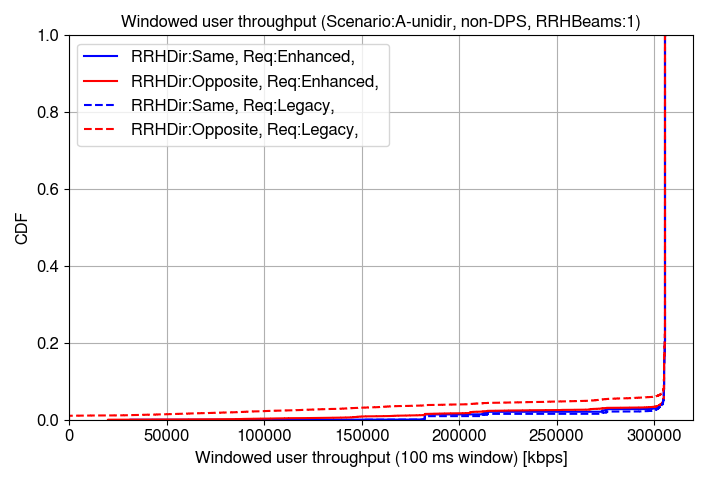 Windowed user throughput (Scenario:A-unidir, non-DPS, RRHBeams:1)
1.0
0.8
0.6
0.4
0.2
0.0
CDF
RRHDir:Same, Req:Enhanced,
RRHDir:Opposite, Req:Enhanced,
RRHDir:Same, Req:Legacy,
RRHDir:Opposite, Req:Legacy,
0 50000 100000 150000 200000 250000 300000
Windowed user throughput (100 ms window) [kbps]